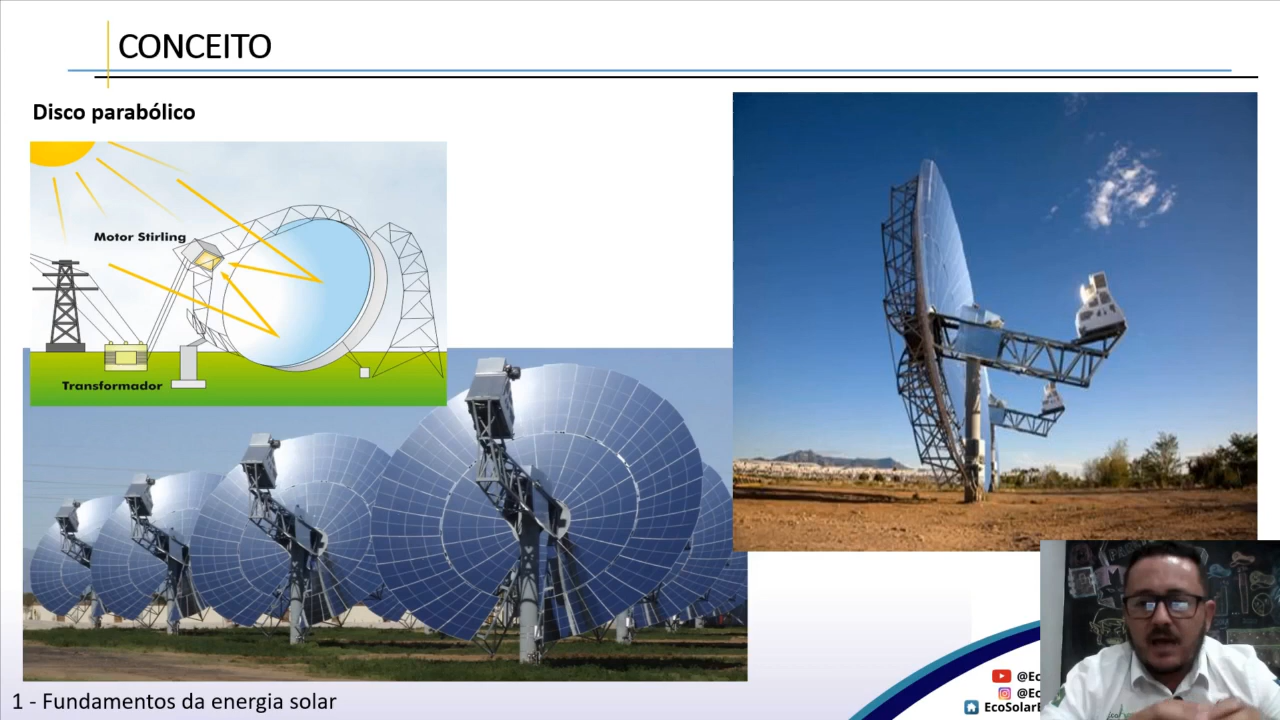 CONCEITO
Disco parabólico
Motor Stirling
Transformador
1 - Fundamentos da energia solar